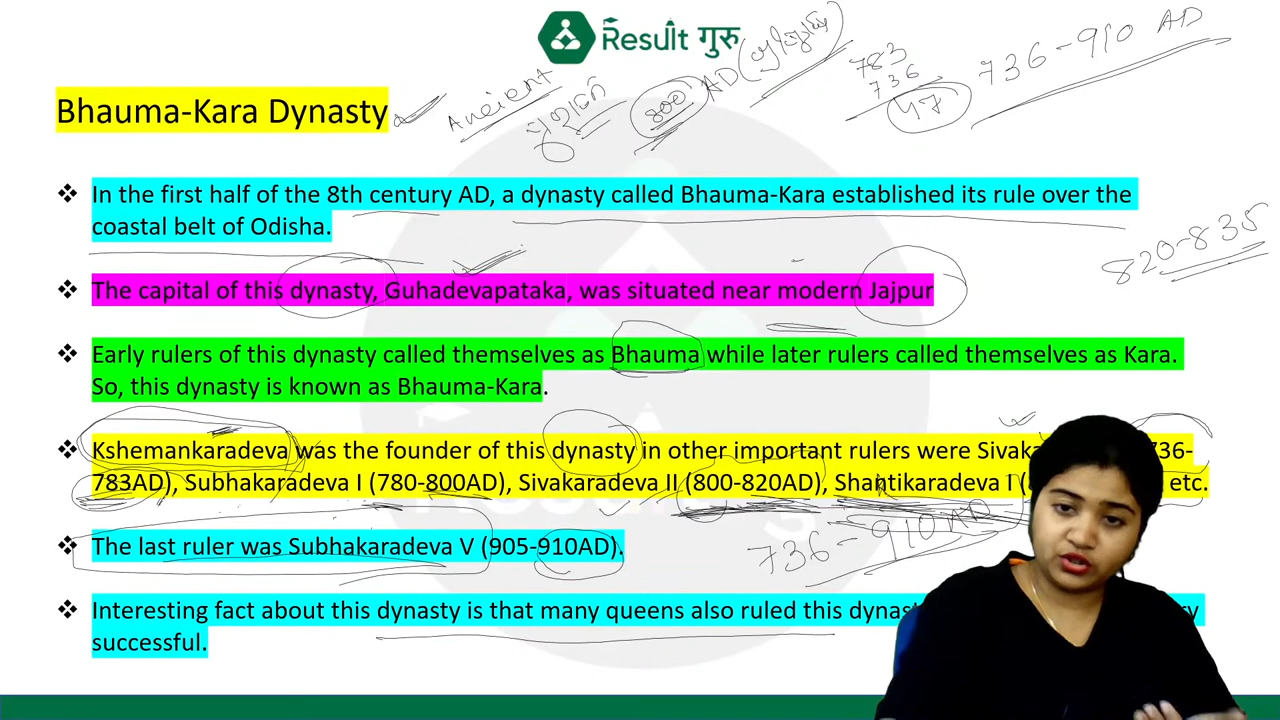 Result गुरु
783
736
47
736-910 AD
Bhauma-Kara Dynasty
Ancient
800 AD
❖ In the first half of the 8th century AD, a dynasty called Bhauma-Kara established its rule over the
coastal belt of Odisha.
820-835
❖ The capital of this dynasty, Guhadevapataka, was situated near modern Jajpur
❖ Early rulers of this dynasty called themselves as Bhauma while later rulers called themselves as Kara.
So, this dynasty is known as Bhauma-Kara.
❖ Kshemankaradeva was the founder of this dynasty in other important rulers were 736-
783AD), Subhakaradeva I (780-800AD), Sivakaradeva II (800-820AD), Shantikaradeva I etc.
❖ The last ruler was Subhakaradeva V (905-910AD).
736-910 AD
❖ Interesting fact about this dynasty is that many queens also ruled this
successful.